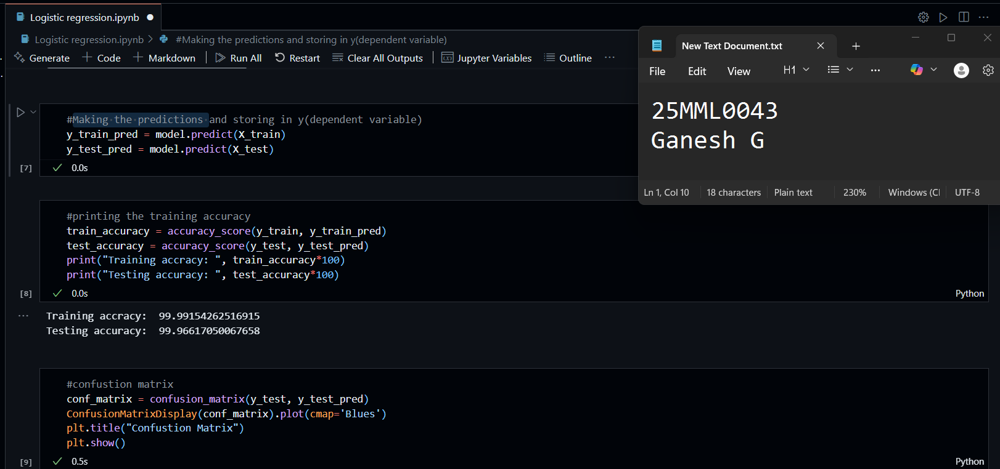 Logistic regression.ipynb
Logistic regression.ipynb > #Making the predictions and storing in y(dependent variable)
Generate + Code + Markdown Run All Restart Clear All Outputs Jupyter Variables Outline ...
#Making the predictions and storing in y(dependent variable)
y_train_pred = model.predict(X_train)
y_test_pred = model.predict(X_test)
[7] 0.0s
#printing the training accuracy
train_accuracy = accuracy_score(y_train, y_train_pred)
test_accuracy = accuracy_score(y_test, y_test_pred)
print("Training accracy: ", train_accuracy*100)
print("Testing accuracy: ", test_accuracy*100)
[8] 0.0s Python
... Training accracy:  99.99154262516915
Testing accuracy:  99.96617050067658
#confustion matrix
conf_matrix = confusion_matrix(y_test, y_test_pred)
ConfusionMatrixDisplay(conf_matrix).plot(cmap='Blues')
plt.title("Confustion Matrix")
plt.show()
[9] 0.5s Python
New Text Document.txt
File Edit View H1 ...
25MML0043
Ganesh G
Ln 1, Col 10 18 characters Plain text 230% Windows (Cl UTF-8